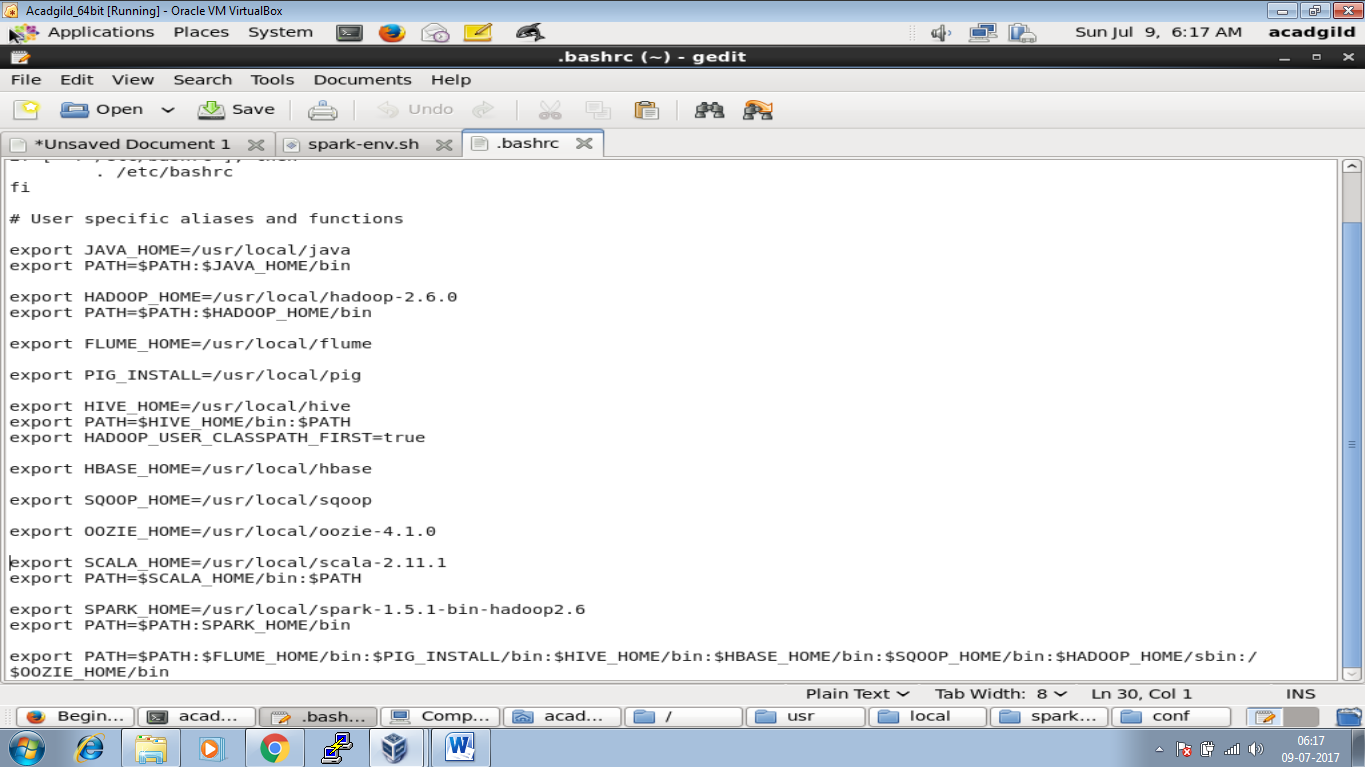 Acadgild_64bit [Running] - Oracle VM VirtualBox
Applications Places System Sun Jul 9, 6:17 AM acadgild
.bashrc (~) - gedit
File Edit View Search Tools Documents Help
Open Save Undo
*Unsaved Document 1 spark-env.sh .bashrc
. /etc/bashrc
fi
# User specific aliases and functions
export JAVA_HOME=/usr/local/java
export PATH=$PATH:$JAVA_HOME/bin
export HADOOP_HOME=/usr/local/hadoop-2.6.0
export PATH=$PATH:$HADOOP_HOME/bin
export FLUME_HOME=/usr/local/flume
export PIG_INSTALL=/usr/local/pig
export HIVE_HOME=/usr/local/hive
export PATH=$HIVE_HOME/bin:$PATH
export HADOOP_USER_CLASSPATH_FIRST=true
export HBASE_HOME=/usr/local/hbase
export SQOOP_HOME=/usr/local/sqoop
export OOZIE_HOME=/usr/local/oozie-4.1.0
export SCALA_HOME=/usr/local/scala-2.11.1
export PATH=$SCALA_HOME/bin:$PATH
export SPARK_HOME=/usr/local/spark-1.5.1-bin-hadoop2.6
export PATH=$PATH:SPARK_HOME/bin
export PATH=$PATH:$FLUME_HOME/bin:$PIG_INSTALL/bin:$HIVE_HOME/bin:$HBASE_HOME/bin:$SQOOP_HOME/bin:$HADOOP_HOME/sbin:/
$OOZIE_HOME/bin
Plain Text Tab Width: 8 Ln 30, Col 1 INS
Begin... acad... .bash... Comp... acad... / usr local spark... conf
06:17
09-07-2017